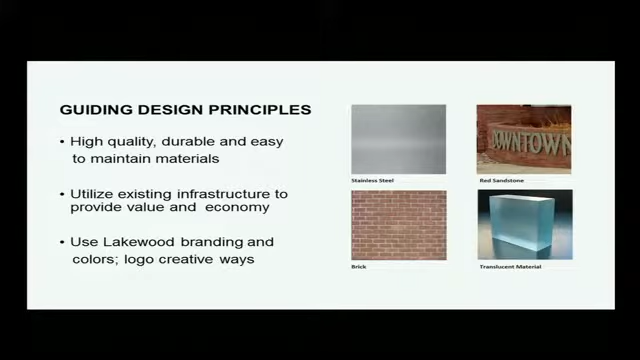 GUIDING DESIGN PRINCIPLES
• High quality, durable and easy
to maintain materials
• Utilize existing infrastructure to
provide value and economy
• Use Lakewood branding and
colors; logo creative ways
Stainless Steel
DOWNTOWN
Red Sandstone
Brick
Translucent Material